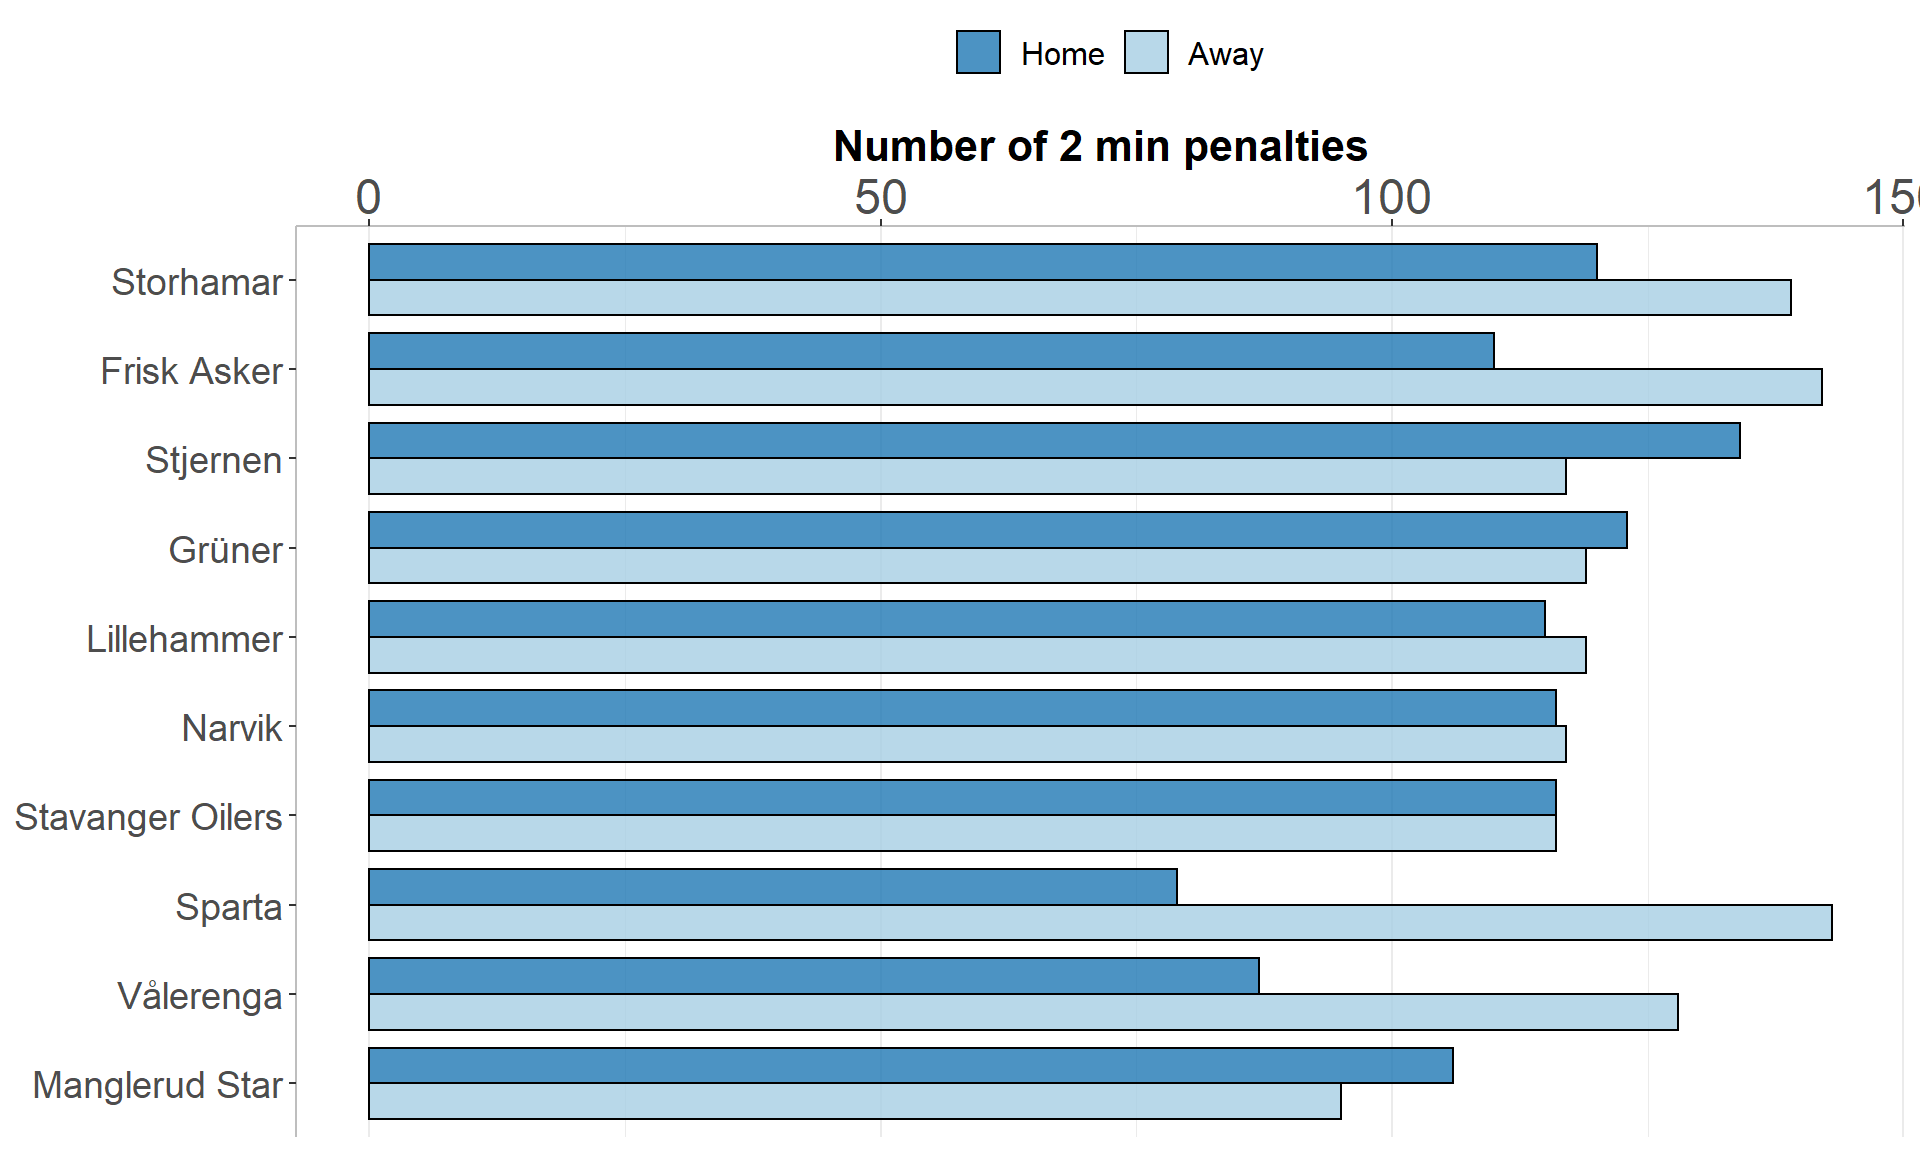 Home Away
Number of 2 min penalties
0 50 100 150
Storhamar
Frisk Asker
Stjernen
Grüner
Lillehammer
Narvik
Stavanger Oilers
Sparta
Vålerenga
Manglerud Star